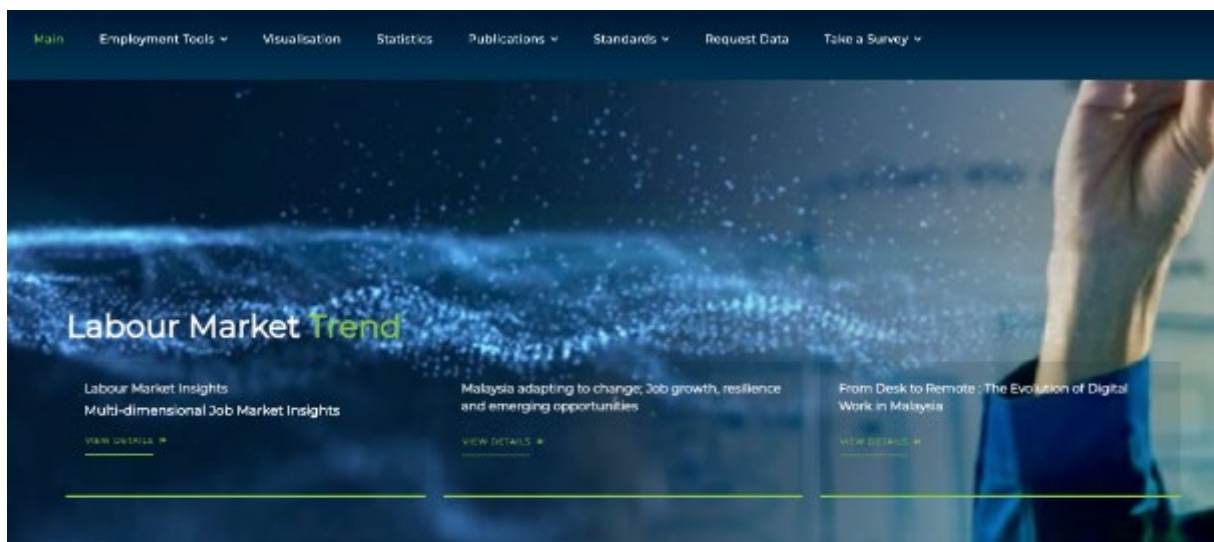 Main
Employment Tools
Visualisation
Statistics
Publications
Standards
Request Data
Take a Survey
Labour Market Trend
Labour Market Insights
Multi-dimensional Job Market Insights
VIEW DETAILS
Malaysia adapting to change; Job growth, resilience
and emerging opportunities
VIEW DETAILS
From Desk to Remote : The Evolution of Digital
Work in Malaysia
VIEW DETAILS